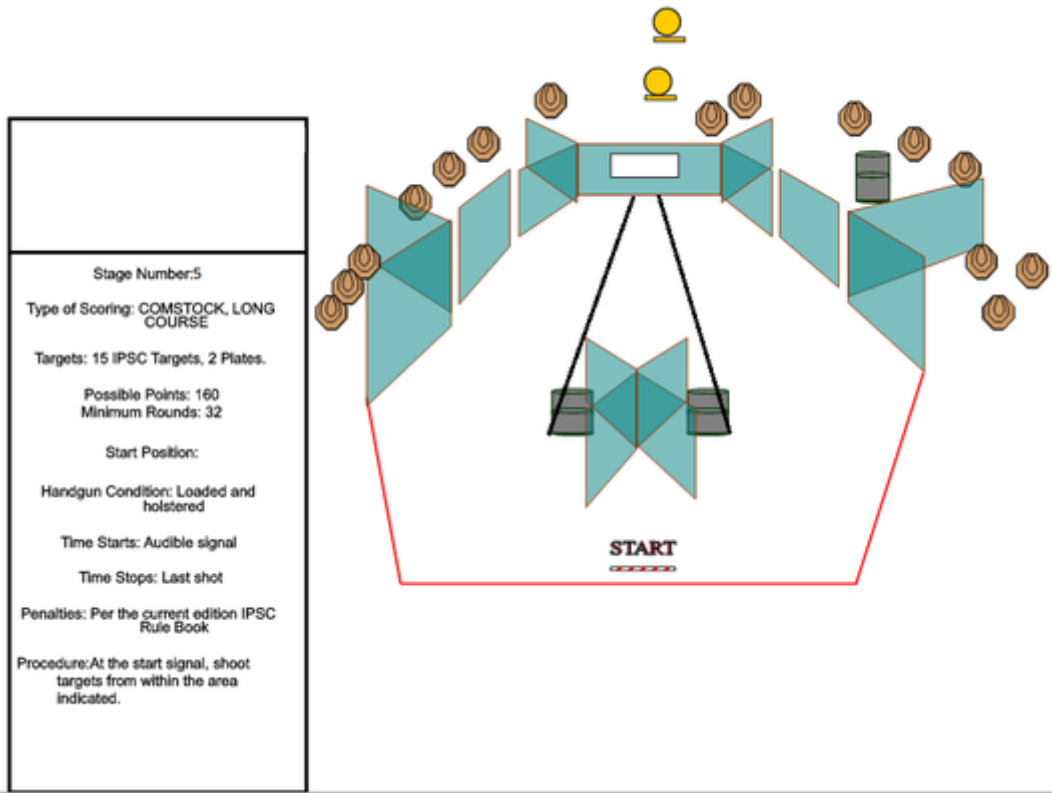 Stage Number:5
Type of Scoring: COMSTOCK, LONG
COURSE
Targets: 15 IPSC Targets, 2 Plates.
Possible Points: 160
Minimum Rounds: 32
Start Position:
Handgun Condition: Loaded and
holstered
Time Starts: Audible signal
Time Stops: Last shot
Penalties: Per the current edition IPSC
Rule Book
Procedure:At the start signal, shoot
targets from within the area
indicated.
START